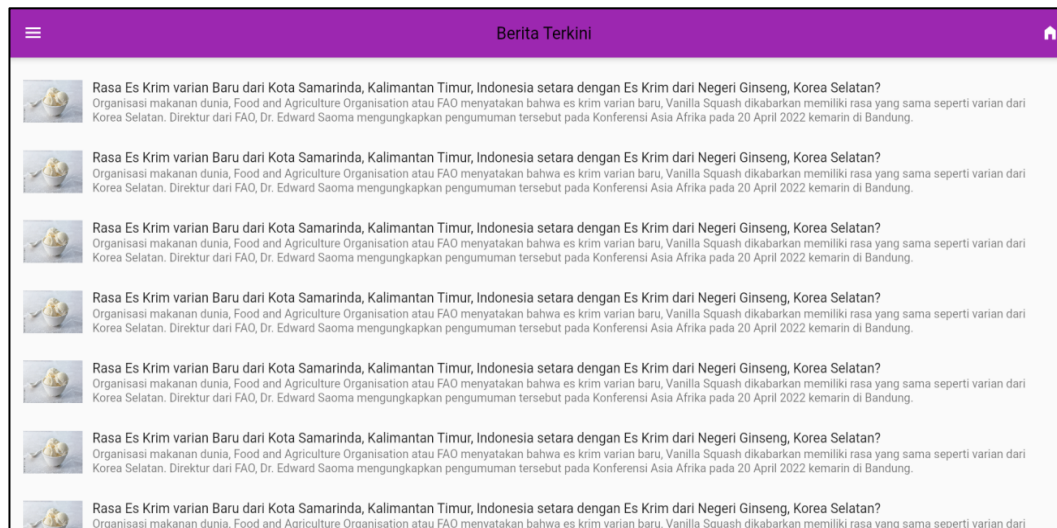 Berita Terkini
Rasa Es Krim varian Baru dari Kota Samarinda, Kalimantan Timur, Indonesia setara dengan Es Krim dari Negeri Ginseng, Korea Selatan?
Organisasi makanan dunia, Food and Agriculture Organisation atau FAO menyatakan bahwa es krim varian baru, Vanilla Squash dikabarkan memiliki rasa yang sama seperti varian dari
Korea Selatan. Direktur dari FAO, Dr. Edward Saoma mengungkapkan pengumuman tersebut pada Konferensi Asia Afrika pada 20 April 2022 kemarin di Bandung.
Rasa Es Krim varian Baru dari Kota Samarinda, Kalimantan Timur, Indonesia setara dengan Es Krim dari Negeri Ginseng, Korea Selatan?
Organisasi makanan dunia, Food and Agriculture Organisation atau FAO menyatakan bahwa es krim varian baru, Vanilla Squash dikabarkan memiliki rasa yang sama seperti varian dari
Korea Selatan. Direktur dari FAO, Dr. Edward Saoma mengungkapkan pengumuman tersebut pada Konferensi Asia Afrika pada 20 April 2022 kemarin di Bandung.
Rasa Es Krim varian Baru dari Kota Samarinda, Kalimantan Timur, Indonesia setara dengan Es Krim dari Negeri Ginseng, Korea Selatan?
Organisasi makanan dunia, Food and Agriculture Organisation atau FAO menyatakan bahwa es krim varian baru, Vanilla Squash dikabarkan memiliki rasa yang sama seperti varian dari
Korea Selatan. Direktur dari FAO, Dr. Edward Saoma mengungkapkan pengumuman tersebut pada Konferensi Asia Afrika pada 20 April 2022 kemarin di Bandung.
Rasa Es Krim varian Baru dari Kota Samarinda, Kalimantan Timur, Indonesia setara dengan Es Krim dari Negeri Ginseng, Korea Selatan?
Organisasi makanan dunia, Food and Agriculture Organisation atau FAO menyatakan bahwa es krim varian baru, Vanilla Squash dikabarkan memiliki rasa yang sama seperti varian dari
Korea Selatan. Direktur dari FAO, Dr. Edward Saoma mengungkapkan pengumuman tersebut pada Konferensi Asia Afrika pada 20 April 2022 kemarin di Bandung.
Rasa Es Krim varian Baru dari Kota Samarinda, Kalimantan Timur, Indonesia setara dengan Es Krim dari Negeri Ginseng, Korea Selatan?
Organisasi makanan dunia, Food and Agriculture Organisation atau FAO menyatakan bahwa es krim varian baru, Vanilla Squash dikabarkan memiliki rasa yang sama seperti varian dari
Korea Selatan. Direktur dari FAO, Dr. Edward Saoma mengungkapkan pengumuman tersebut pada Konferensi Asia Afrika pada 20 April 2022 kemarin di Bandung.
Rasa Es Krim varian Baru dari Kota Samarinda, Kalimantan Timur, Indonesia setara dengan Es Krim dari Negeri Ginseng, Korea Selatan?
Organisasi makanan dunia, Food and Agriculture Organisation atau FAO menyatakan bahwa es krim varian baru, Vanilla Squash dikabarkan memiliki rasa yang sama seperti varian dari
Korea Selatan. Direktur dari FAO, Dr. Edward Saoma mengungkapkan pengumuman tersebut pada Konferensi Asia Afrika pada 20 April 2022 kemarin di Bandung.
Rasa Es Krim varian Baru dari Kota Samarinda, Kalimantan Timur, Indonesia setara dengan Es Krim dari Negeri Ginseng, Korea Selatan?
Organisasi makanan dunia, Food and Agriculture Organisation atau FAO menyatakan bahwa es krim varian baru, Vanilla Squash dikabarkan memiliki rasa yang sama seperti varian dari